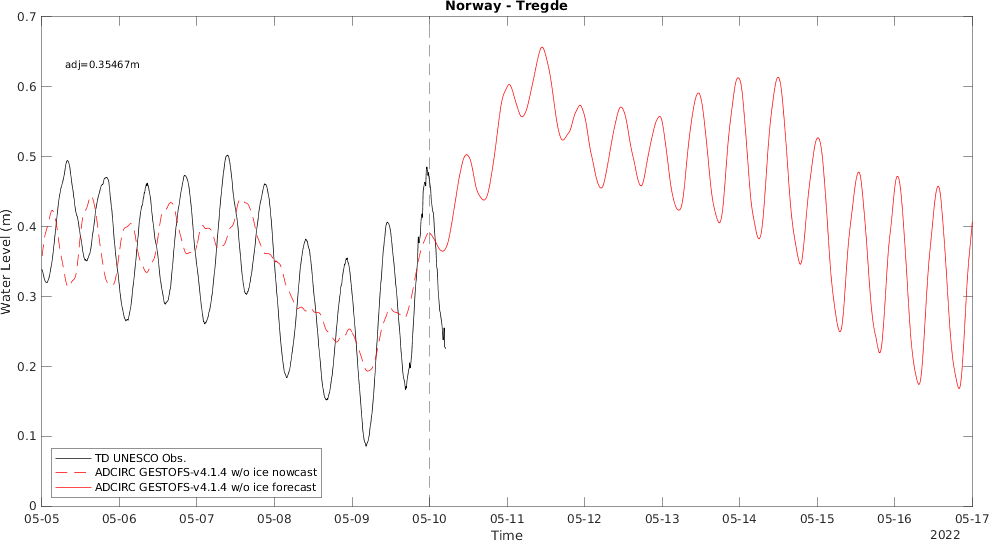 Norway - Tregde
0.7
0.6
0.5
0.4
0.3
0.2
0.1
0
Water Level (m)
adj=0.35467m
TD UNESCO Obs.
ADCIRC GESTOFS-v4.1.4 w/o ice nowcast
ADCIRC GESTOFS-v4.1.4 w/o ice forecast
05-05 05-06 05-07 05-08 05-09 05-10 05-11 05-12 05-13 05-14 05-15 05-16 05-17
Time
2022